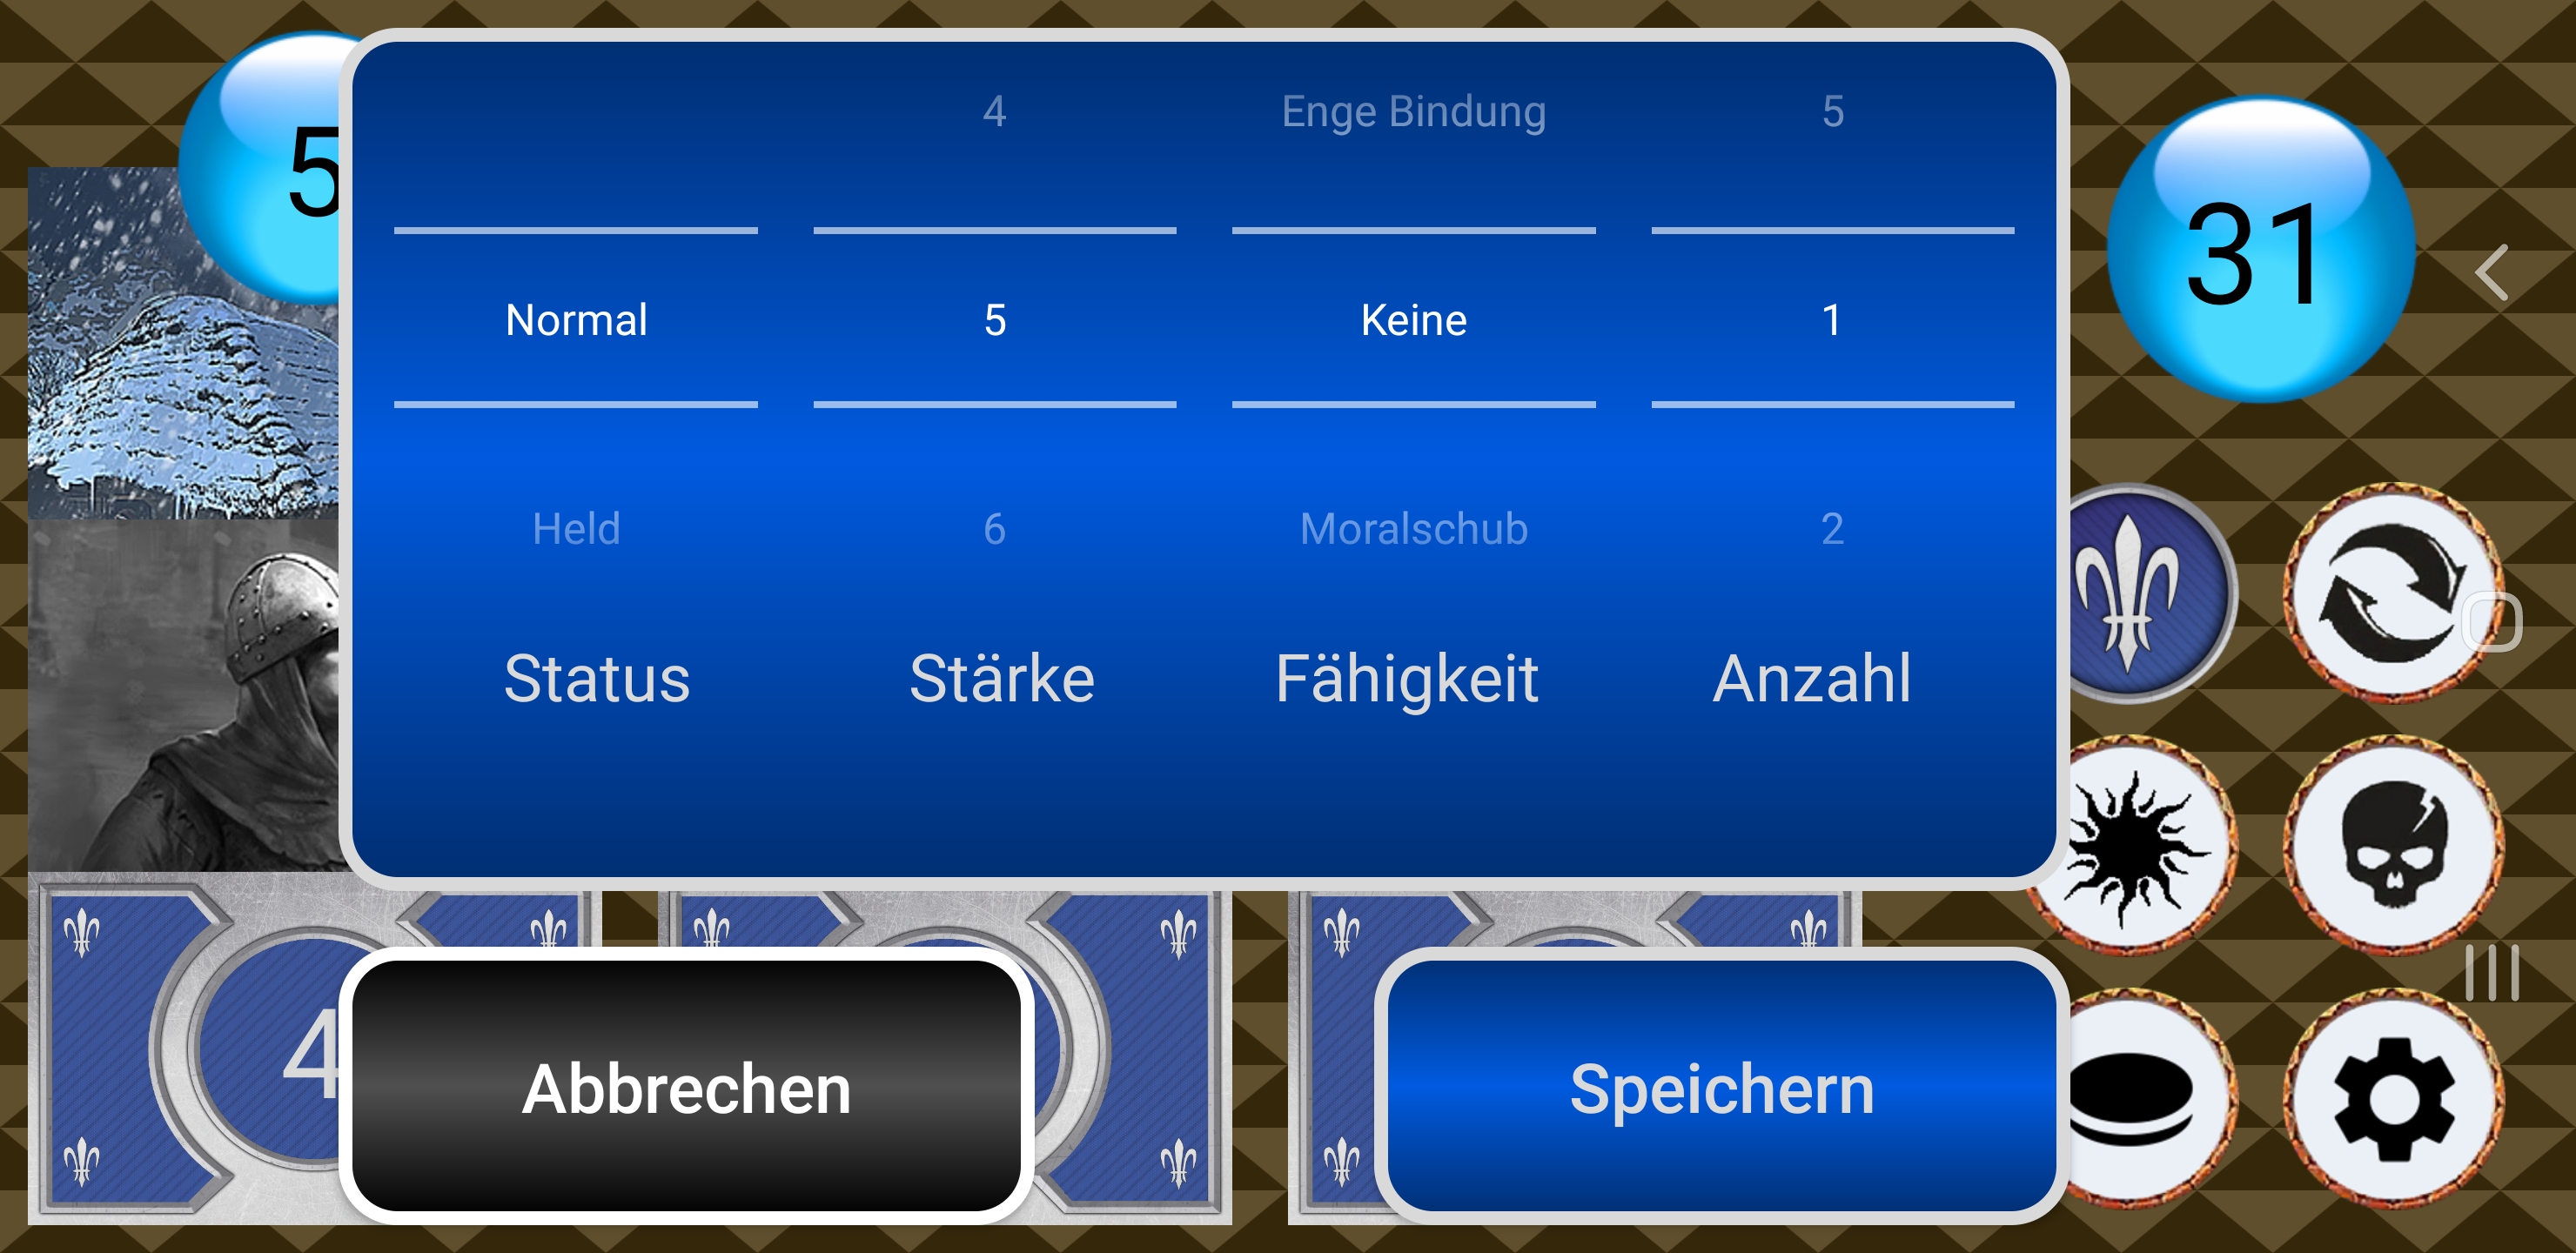 4 Enge Bindung 5
5
31
Normal 5 Keine 1
Held 6 Moralschub 2
Status Stärke Fähigkeit Anzahl
4
Abbrechen Speichern